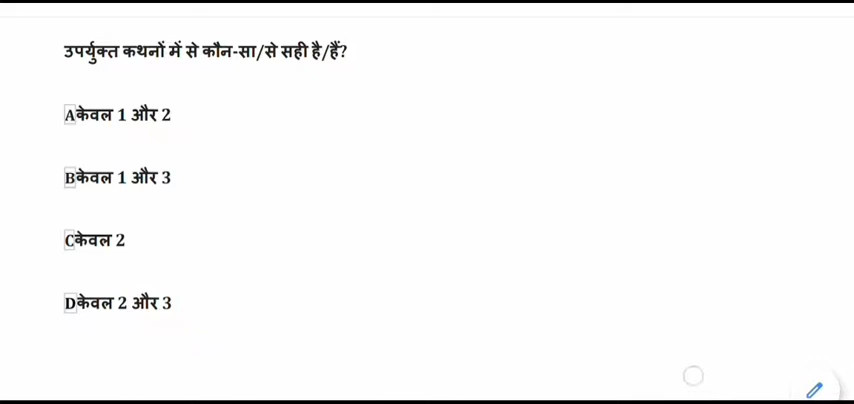 उपर्युक्त कथनों में से कौन-सा/से सही है/हैं?
Aकेवल 1 और 2
Bकेवल 1 और 3
Cकेवल 2
Dकेवल 2 और 3